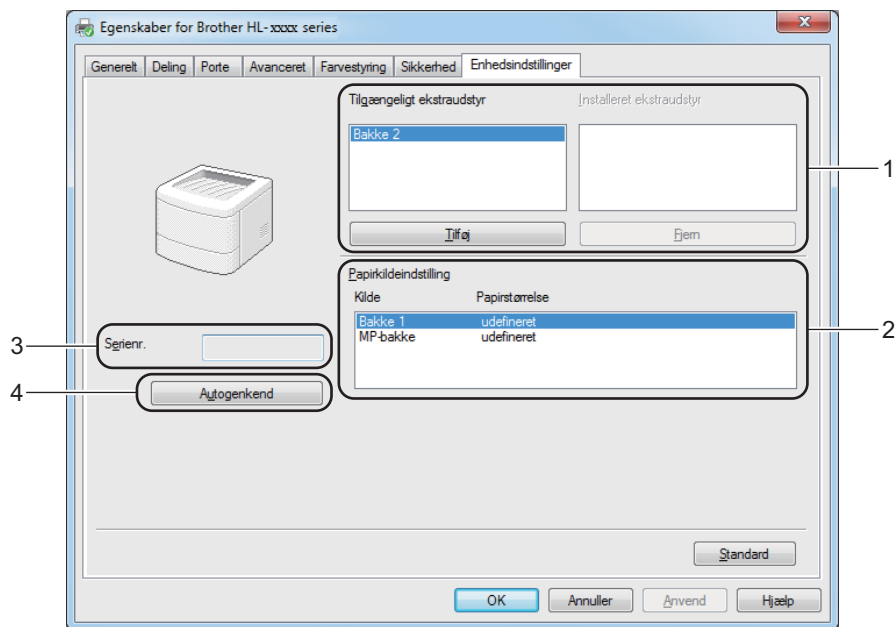 Egenskaber for Brother HL-xxxx series
Generelt Deling Porte Avanceret Farvestyring Sikkerhed Enhedsindstillinger
Tilgængeligt ekstraudstyr Installeret ekstraudstyr
Bakke 2
1
Tilføj Fjern
Papirkildeindstilling
Kilde Papirstørrelse
Bakke 1 udefineret
MP-bakke udefineret
2
3
Serienr.
4
Autogenkend
Standard
OK Annuller Anvend Hjælp